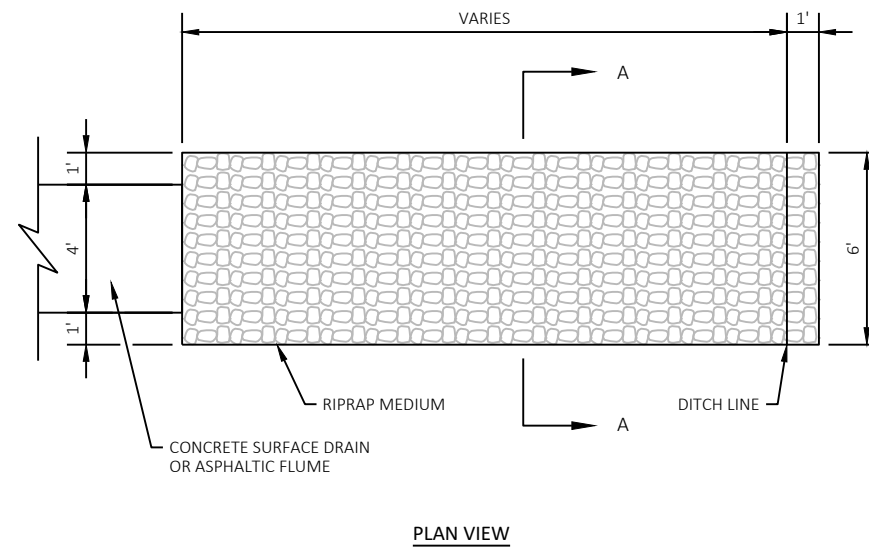 VARIES
1'
A
1'
4'
1'
6'
RIPRAP MEDIUM
DITCH LINE
A
CONCRETE SURFACE DRAIN
OR ASPHALTIC FLUME
PLAN VIEW